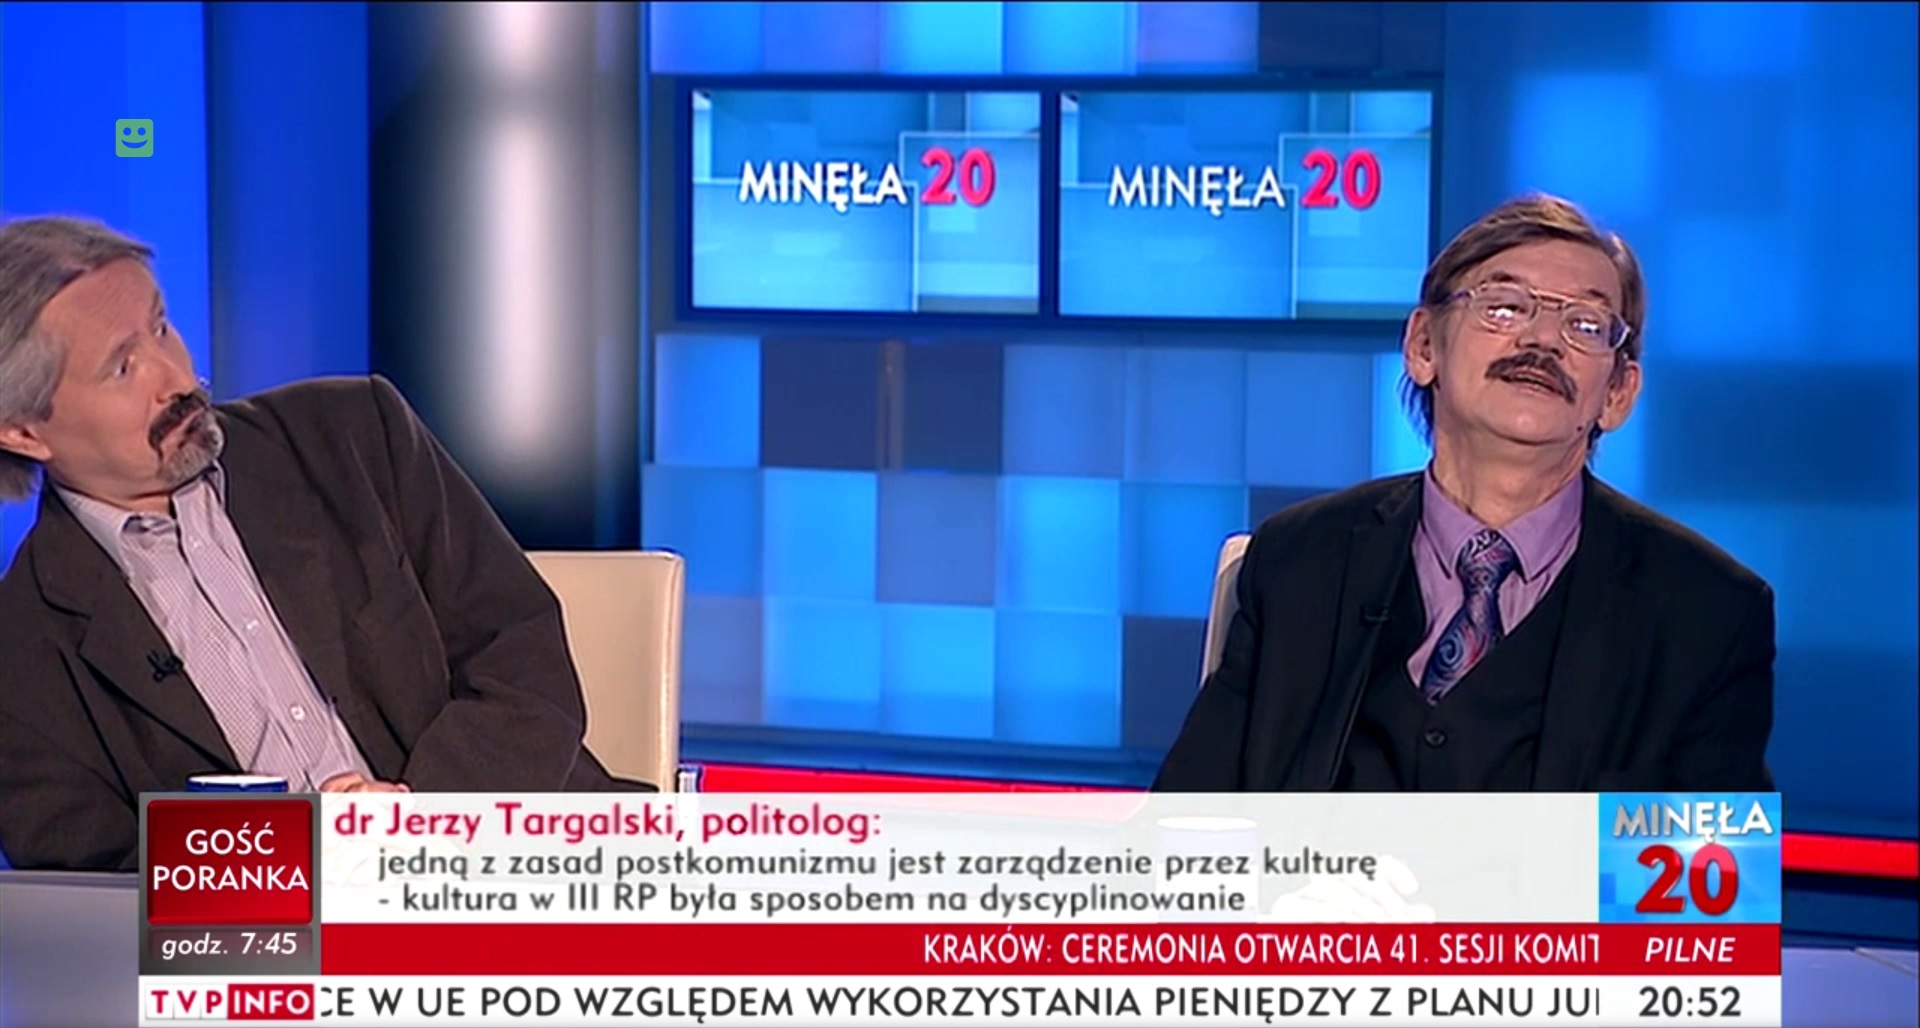 MINĘŁA 20
MINĘŁA 20
GOŚĆ
PORANKA
godz. 7:45
dr Jerzy Targalski, politolog:
jedną z zasad postkomunizmu jest zarządzenie przez kulturę
- kultura w III RP była sposobem na dyscyplinowanie
MINĘŁA
20
KRAKÓW: CEREMONIA OTWARCIA 41. SESJI KOMIT
PILNE
TVP INFO
CE W UE POD WZGLĘDEM WYKORZYSTANIA PIENIĘDZY Z PLANU JU
20:52